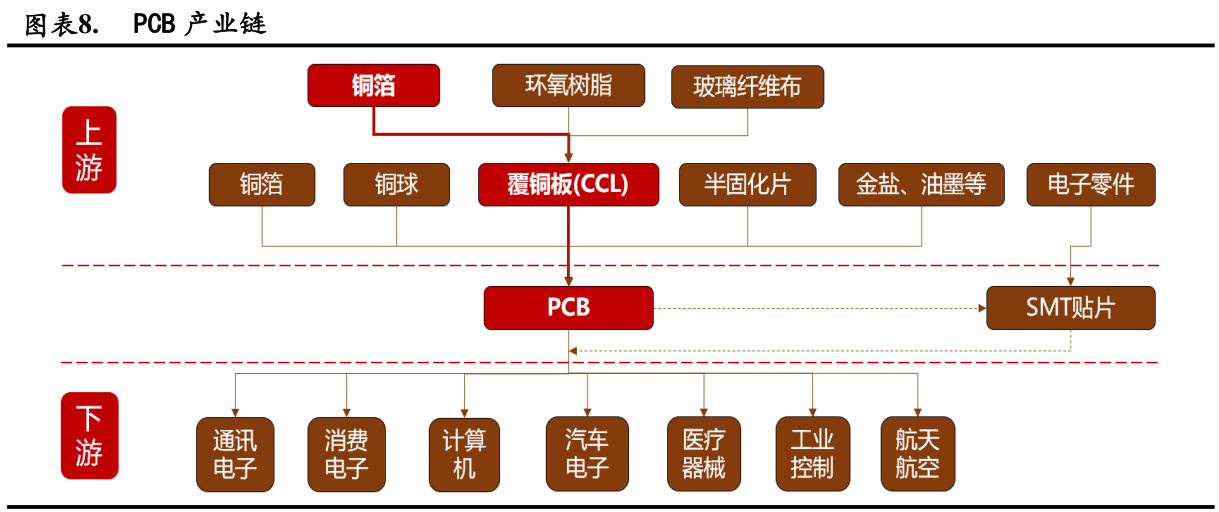 图表8. PCB 产业链
铜箔 环氧树脂 玻璃纤维布
上
游
铜箔 铜球 覆铜板(CCL) 半固化片 金盐、油墨等 电子零件
PCB SMT贴片
下
游
通讯
电子
消费
电子
计算
机
汽车
电子
医疗
器械
工业
控制
航天
航空